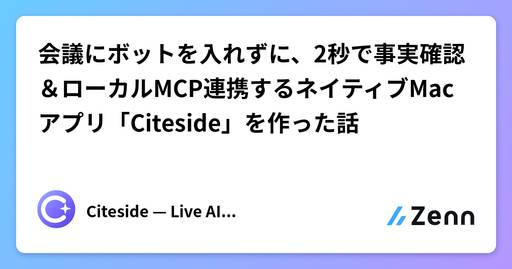 会議にボットを入れずに、2秒で事実確認
＆ローカルMCP連携するネイティブMac
アプリ「Citeside」を作った話
Citeside — Live AI...
Zenn